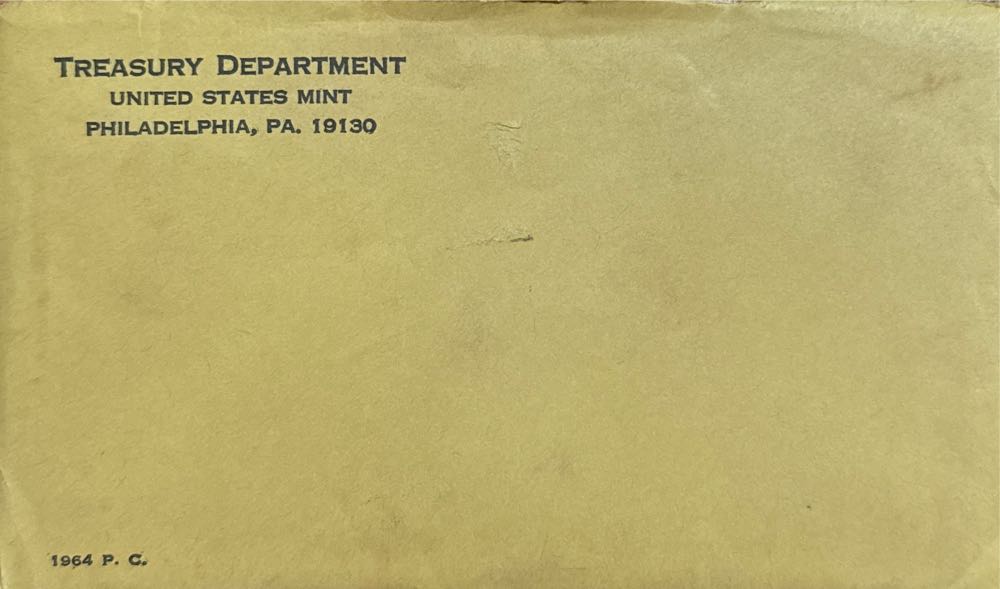 TREASURY DEPARTMENT
UNITED STATES MINT
PHILADELPHIA, PA. 19130
1964 P. C.